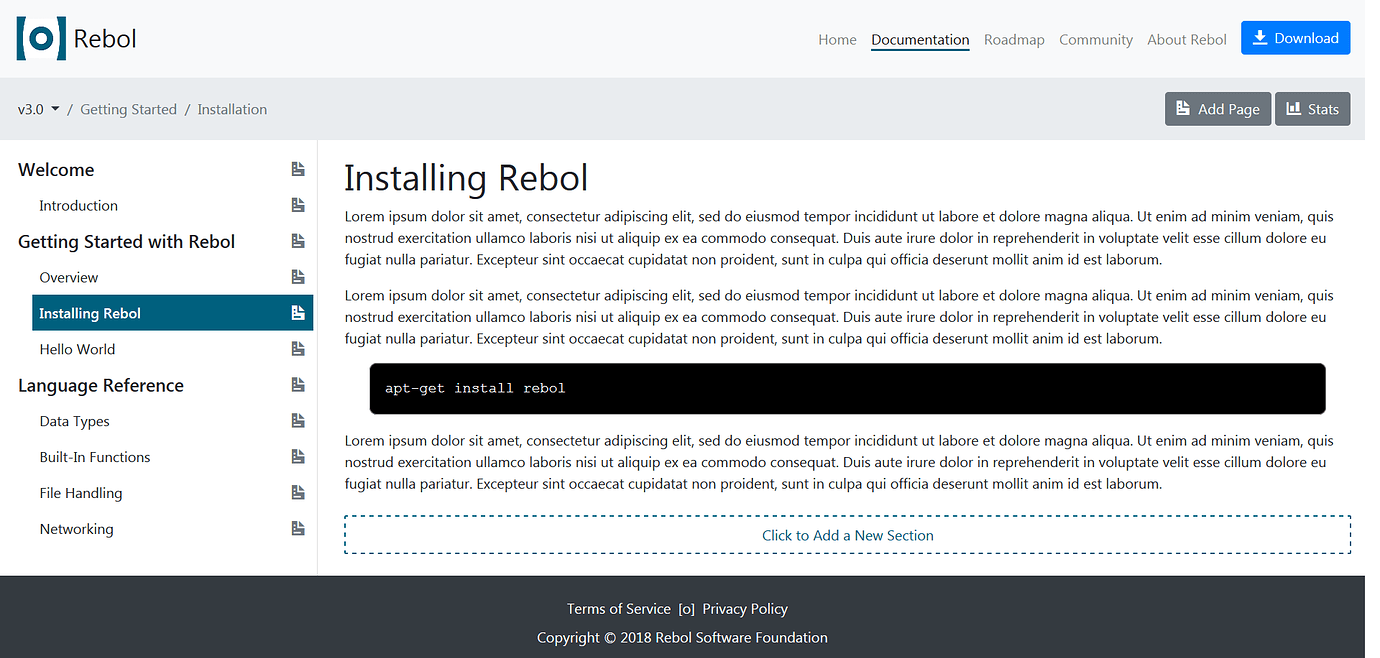 [o] Rebol
Home Documentation Roadmap Community About Rebol Download
v3.0 / Getting Started / Installation
Add Page Stats
Welcome
Introduction
Getting Started with Rebol
Overview
Installing Rebol
Hello World
Language Reference
Data Types
Built-In Functions
File Handling
Networking
Installing Rebol
Lorem ipsum dolor sit amet, consectetur adipiscing elit, sed do eiusmod tempor incididunt ut labore et dolore magna aliqua. Ut enim ad minim veniam, quis
nostrud exercitation ullamco laboris nisi ut aliquip ex ea commodo consequat. Duis aute irure dolor in reprehenderit in voluptate velit esse cillum dolore eu
fugiat nulla pariatur. Excepteur sint occaecat cupidatat non proident, sunt in culpa qui officia deserunt mollit anim id est laborum.
Lorem ipsum dolor sit amet, consectetur adipiscing elit, sed do eiusmod tempor incididunt ut labore et dolore magna aliqua. Ut enim ad minim veniam, quis
nostrud exercitation ullamco laboris nisi ut aliquip ex ea commodo consequat. Duis aute irure dolor in reprehenderit in voluptate velit esse cillum dolore eu
fugiat nulla pariatur. Excepteur sint occaecat cupidatat non proident, sunt in culpa qui officia deserunt mollit anim id est laborum.
apt-get install rebol
Lorem ipsum dolor sit amet, consectetur adipiscing elit, sed do eiusmod tempor incididunt ut labore et dolore magna aliqua. Ut enim ad minim veniam, quis
nostrud exercitation ullamco laboris nisi ut aliquip ex ea commodo consequat. Duis aute irure dolor in reprehenderit in voluptate velit esse cillum dolore eu
fugiat nulla pariatur. Excepteur sint occaecat cupidatat non proident, sunt in culpa qui officia deserunt mollit anim id est laborum.
Click to Add a New Section
Terms of Service [o] Privacy Policy
Copyright © 2018 Rebol Software Foundation